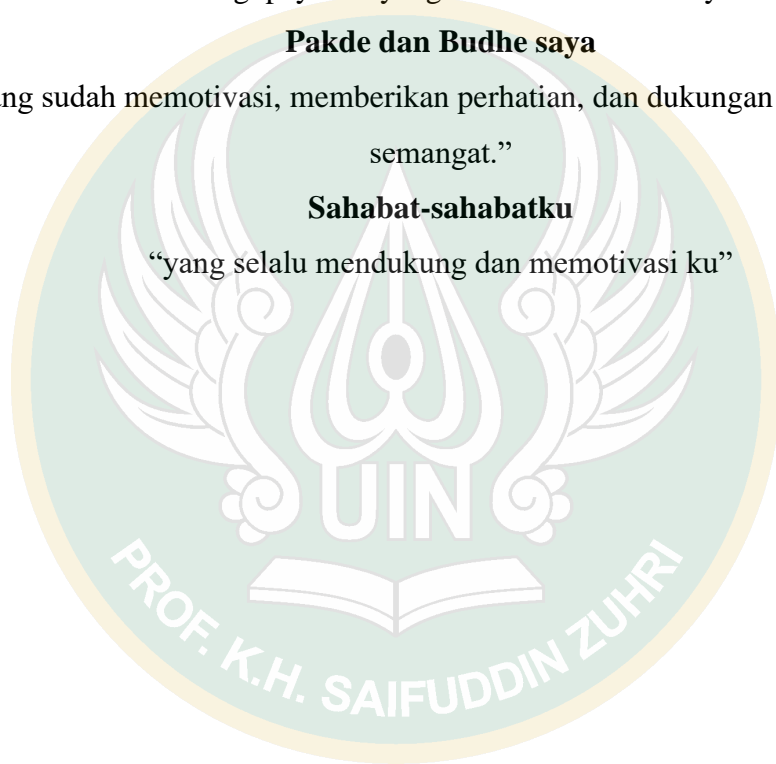 Pakde dan Budhe saya
sudah memotivasi, memberikan perhatian, dan dukungan
semangat.”
Sahabat-sahabatku
“yang selalu mendukung dan memotivasi ku”
UIN
PROF. K.H. SAIFUDDIN ZUHRI